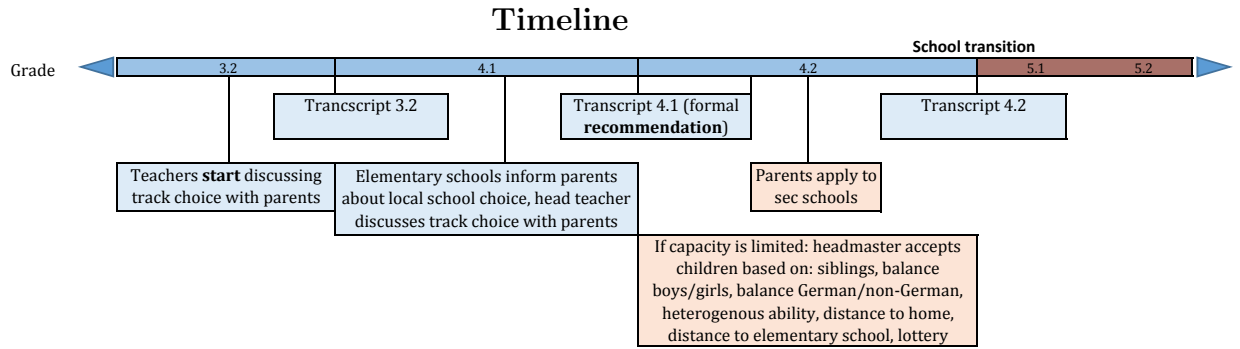 Timeline
School transition
Grade
3.2
4.1
4.2
5.1
5.2
Trancscript 3.2
Transcript 4.1 (formal
recommendation)
Transcript 4.2
Teachers start discussing
track choice with parents
Elementary schools inform parents
about local school choice, head teacher
discusses track choice with parents
Parents apply to
sec schools
If capacity is limited: headmaster accepts
children based on: siblings, balance
boys/girls, balance German/non-German,
heterogenous ability, distance to home,
distance to elementary school, lottery